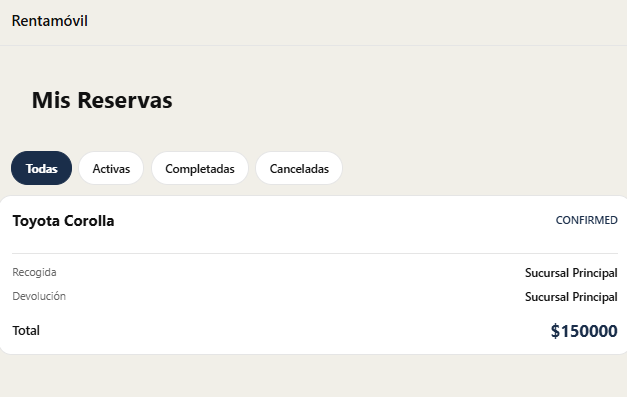 Rentamóvil
Mis Reservas
Todas Activas Completadas Canceladas
Toyota Corolla CONFIRMED
Recogida Sucursal Principal
Devolución Sucursal Principal
Total $150000